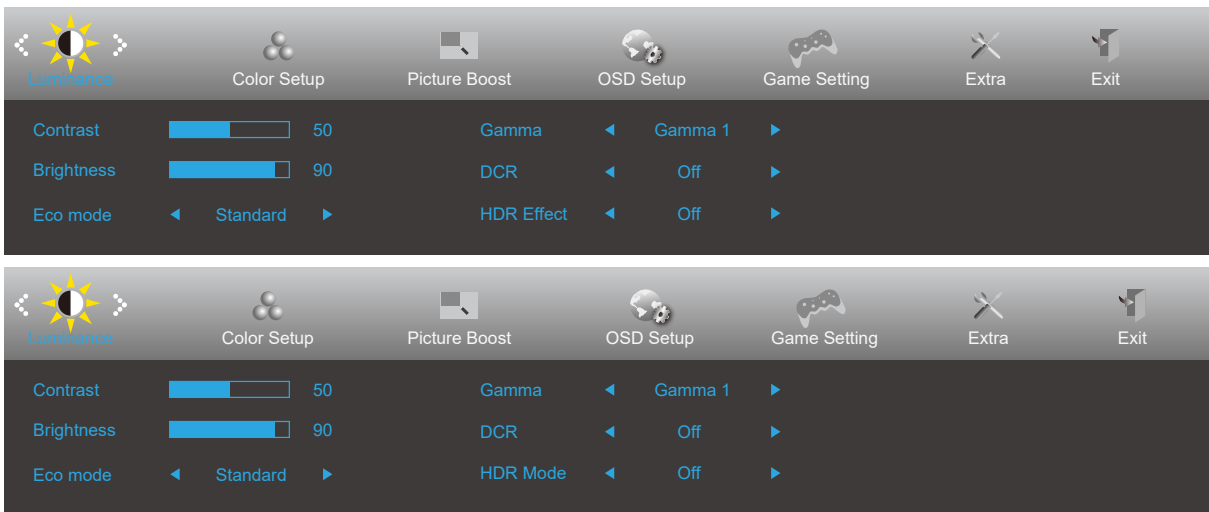 Luminance Color Setup Picture Boost OSD Setup Game Setting Extra Exit
Contrast 50 Gamma Gamma 1
Brightness 90 DCR Off
Eco mode Standard HDR Effect Off
Luminance Color Setup Picture Boost OSD Setup Game Setting Extra Exit
Contrast 50 Gamma Gamma 1
Brightness 90 DCR Off
Eco mode Standard HDR Mode Off